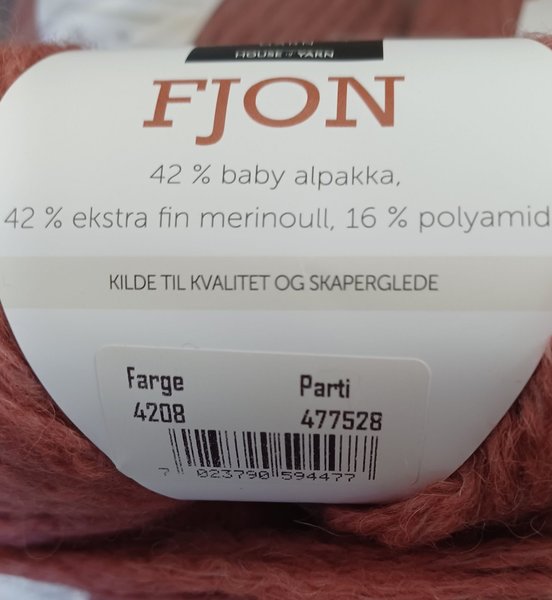 HOUSE of YARN
FJON
42 % baby alpakka,
42 % ekstra fin merinoull, 16 % polyamid
KILDE TIL KVALITET OG SKAPERGLEDE
Farge Parti
4208 477528
7 023790 594477